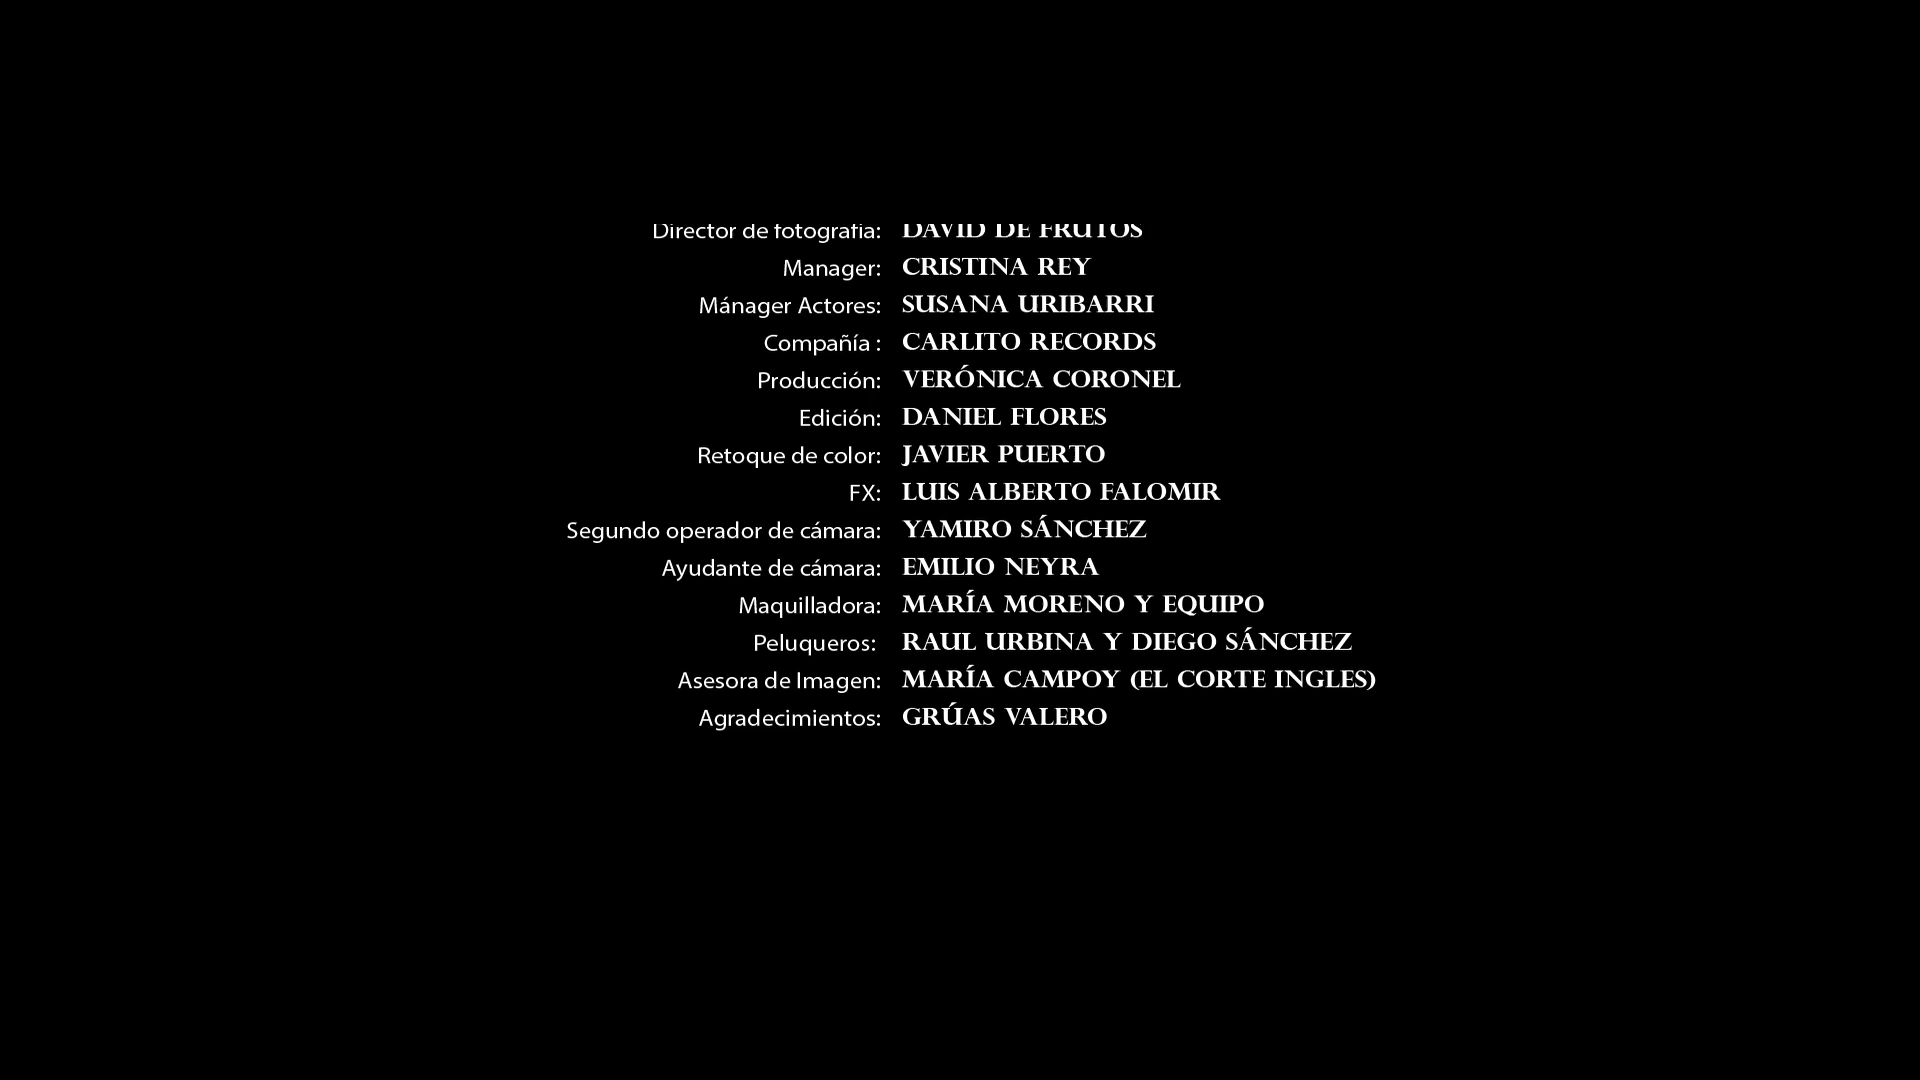 Director de fotografía: DAVID DE FRUTOS
Manager: CRISTINA REY
Mánager Actores: SUSANA URIBARRI
Compañía : CARLITO RECORDS
Producción: VERÓNICA CORONEL
Edición: DANIEL FLORES
Retoque de color: JAVIER PUERTO
FX: LUIS ALBERTO FALOMIR
Segundo operador de cámara: YAMIRO SÁNCHEZ
Ayudante de cámara: EMILIO NEYRA
Maquilladora: MARÍA MORENO Y EQUIPO
Peluqueros: RAUL URBINA Y DIEGO SÁNCHEZ
Asesora de Imagen: MARÍA CAMPOY (EL CORTE INGLES)
Agradecimientos: GRÚAS VALERO